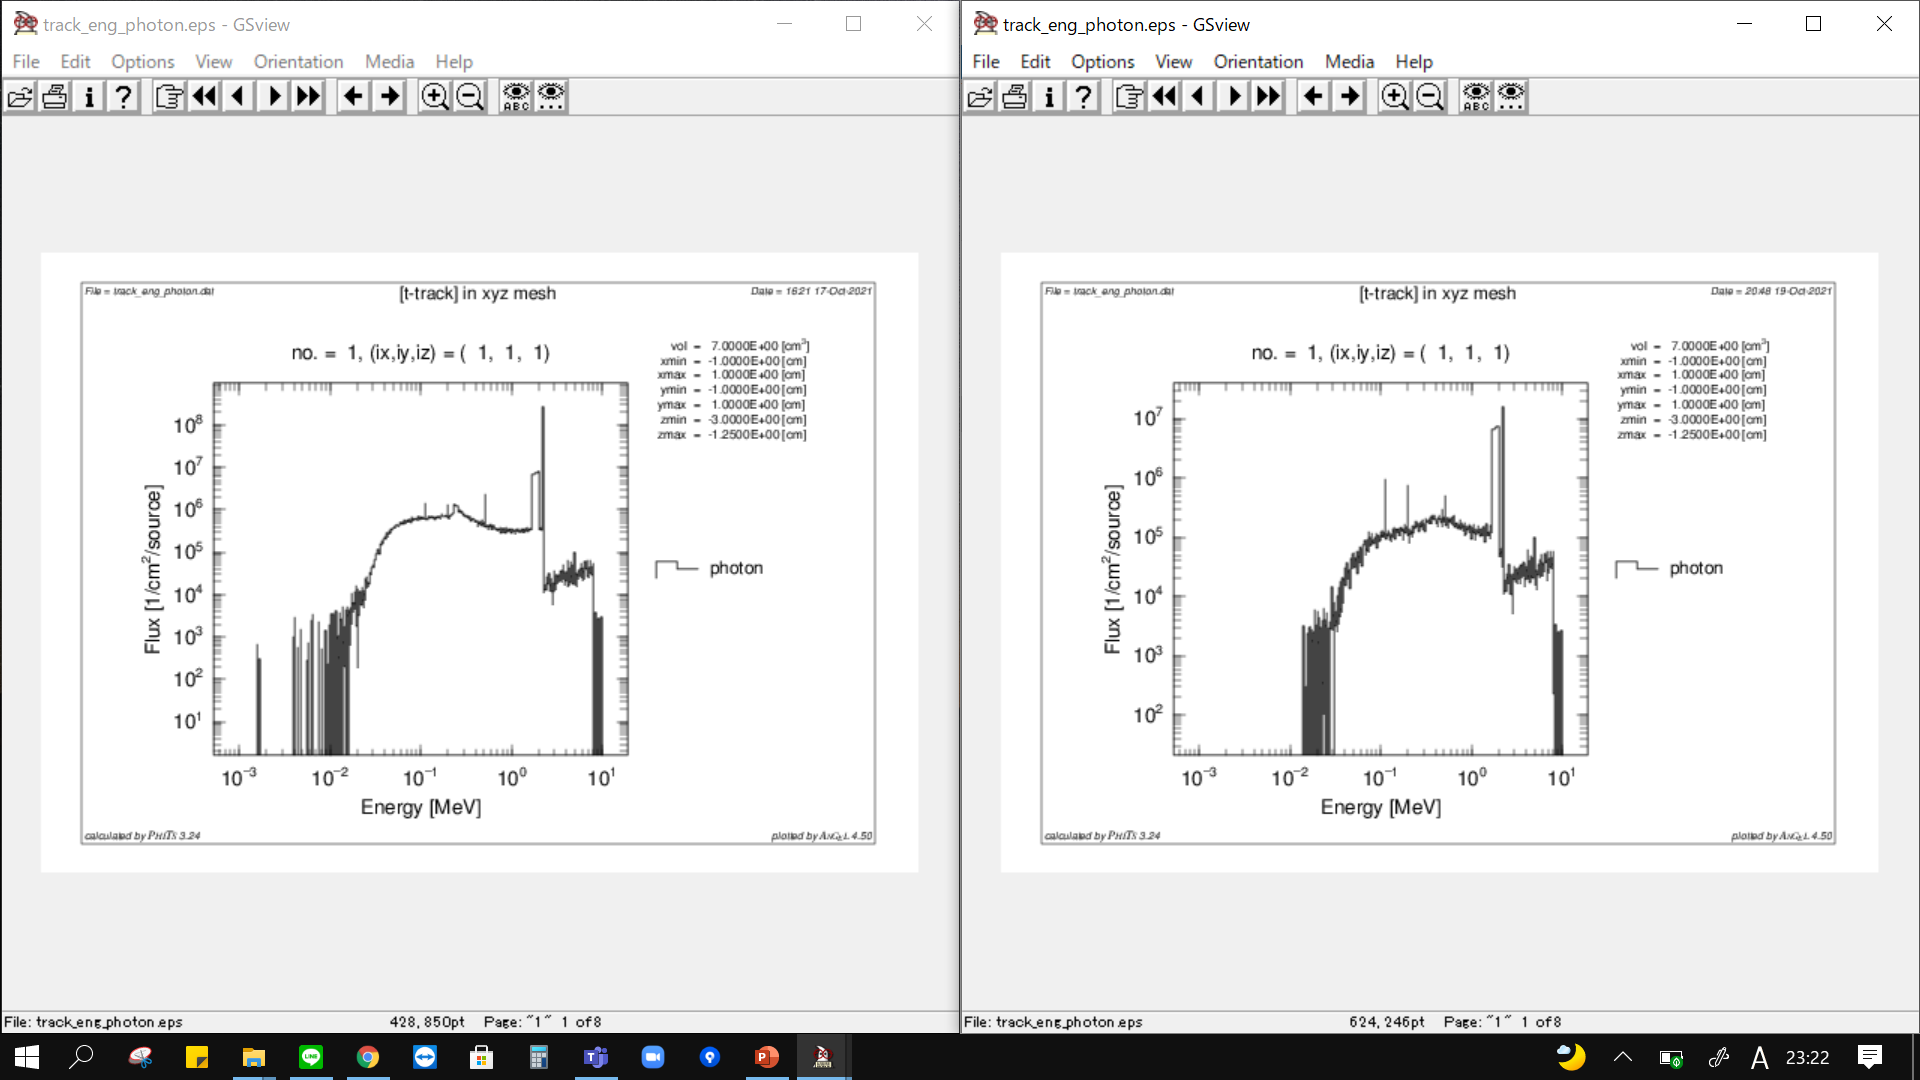 track_eng_photon.eps - GSview
File Edit Options View Orientation Media Help
File = track_eng_photon.dat
[t-track] in xyz mesh
Date = 16:21 17-Oct-2021
no. = 1, (ix,iy,iz) = ( 1, 1, 1)
vol = 7.0000E+00 [cm³]
xmin = -1.0000E+00 [cm]
xmax = 1.0000E+00 [cm]
ymin = -1.0000E+00 [cm]
ymax = 1.0000E+00 [cm]
zmin = -3.0000E+00 [cm]
zmax = -1.2500E+00 [cm]
10⁸
10⁷
10⁶
10⁵
10⁴
10³
10²
10¹
Flux [1/cm²/source]
photon
10⁻³ 10⁻² 10⁻¹ 10⁰ 10¹
Energy [MeV]
calculated by PHITS 3.24
plotted by ANGEL 4.50
File: track_eng_photon.eps 428, 850pt Page: "1" 1 of 8
track_eng_photon.eps - GSview
File Edit Options View Orientation Media Help
File = track_eng_photon.dat
[t-track] in xyz mesh
Date = 20:48 19-Oct-2021
no. = 1, (ix,iy,iz) = ( 1, 1, 1)
vol = 7.0000E+00 [cm³]
xmin = -1.0000E+00 [cm]
xmax = 1.0000E+00 [cm]
ymin = -1.0000E+00 [cm]
ymax = 1.0000E+00 [cm]
zmin = -3.0000E+00 [cm]
zmax = -1.2500E+00 [cm]
10⁷
10⁶
10⁵
10⁴
10³
10²
Flux [1/cm²/source]
photon
10⁻³ 10⁻² 10⁻¹ 10⁰ 10¹
Energy [MeV]
calculated by PHITS 3.24
plotted by ANGEL 4.50
File: track_eng_photon.eps 624, 246pt Page: "1" 1 of 8
A 23:22